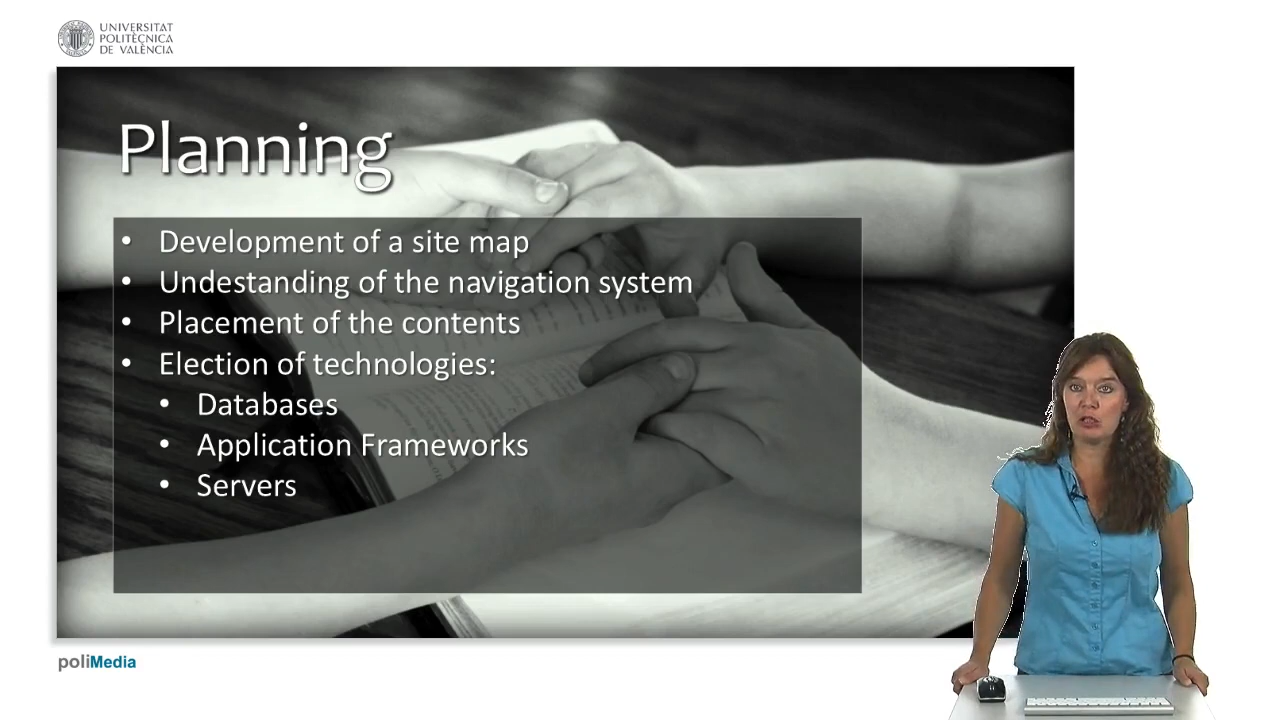 UNIVERSITAT
POLITÈCNICA
DE VALÈNCIA
Planning
• Development of a site map
• Undestanding of the navigation system
• Placement of the contents
• Election of technologies:
• Databases
• Application Frameworks
• Servers
poliMedia